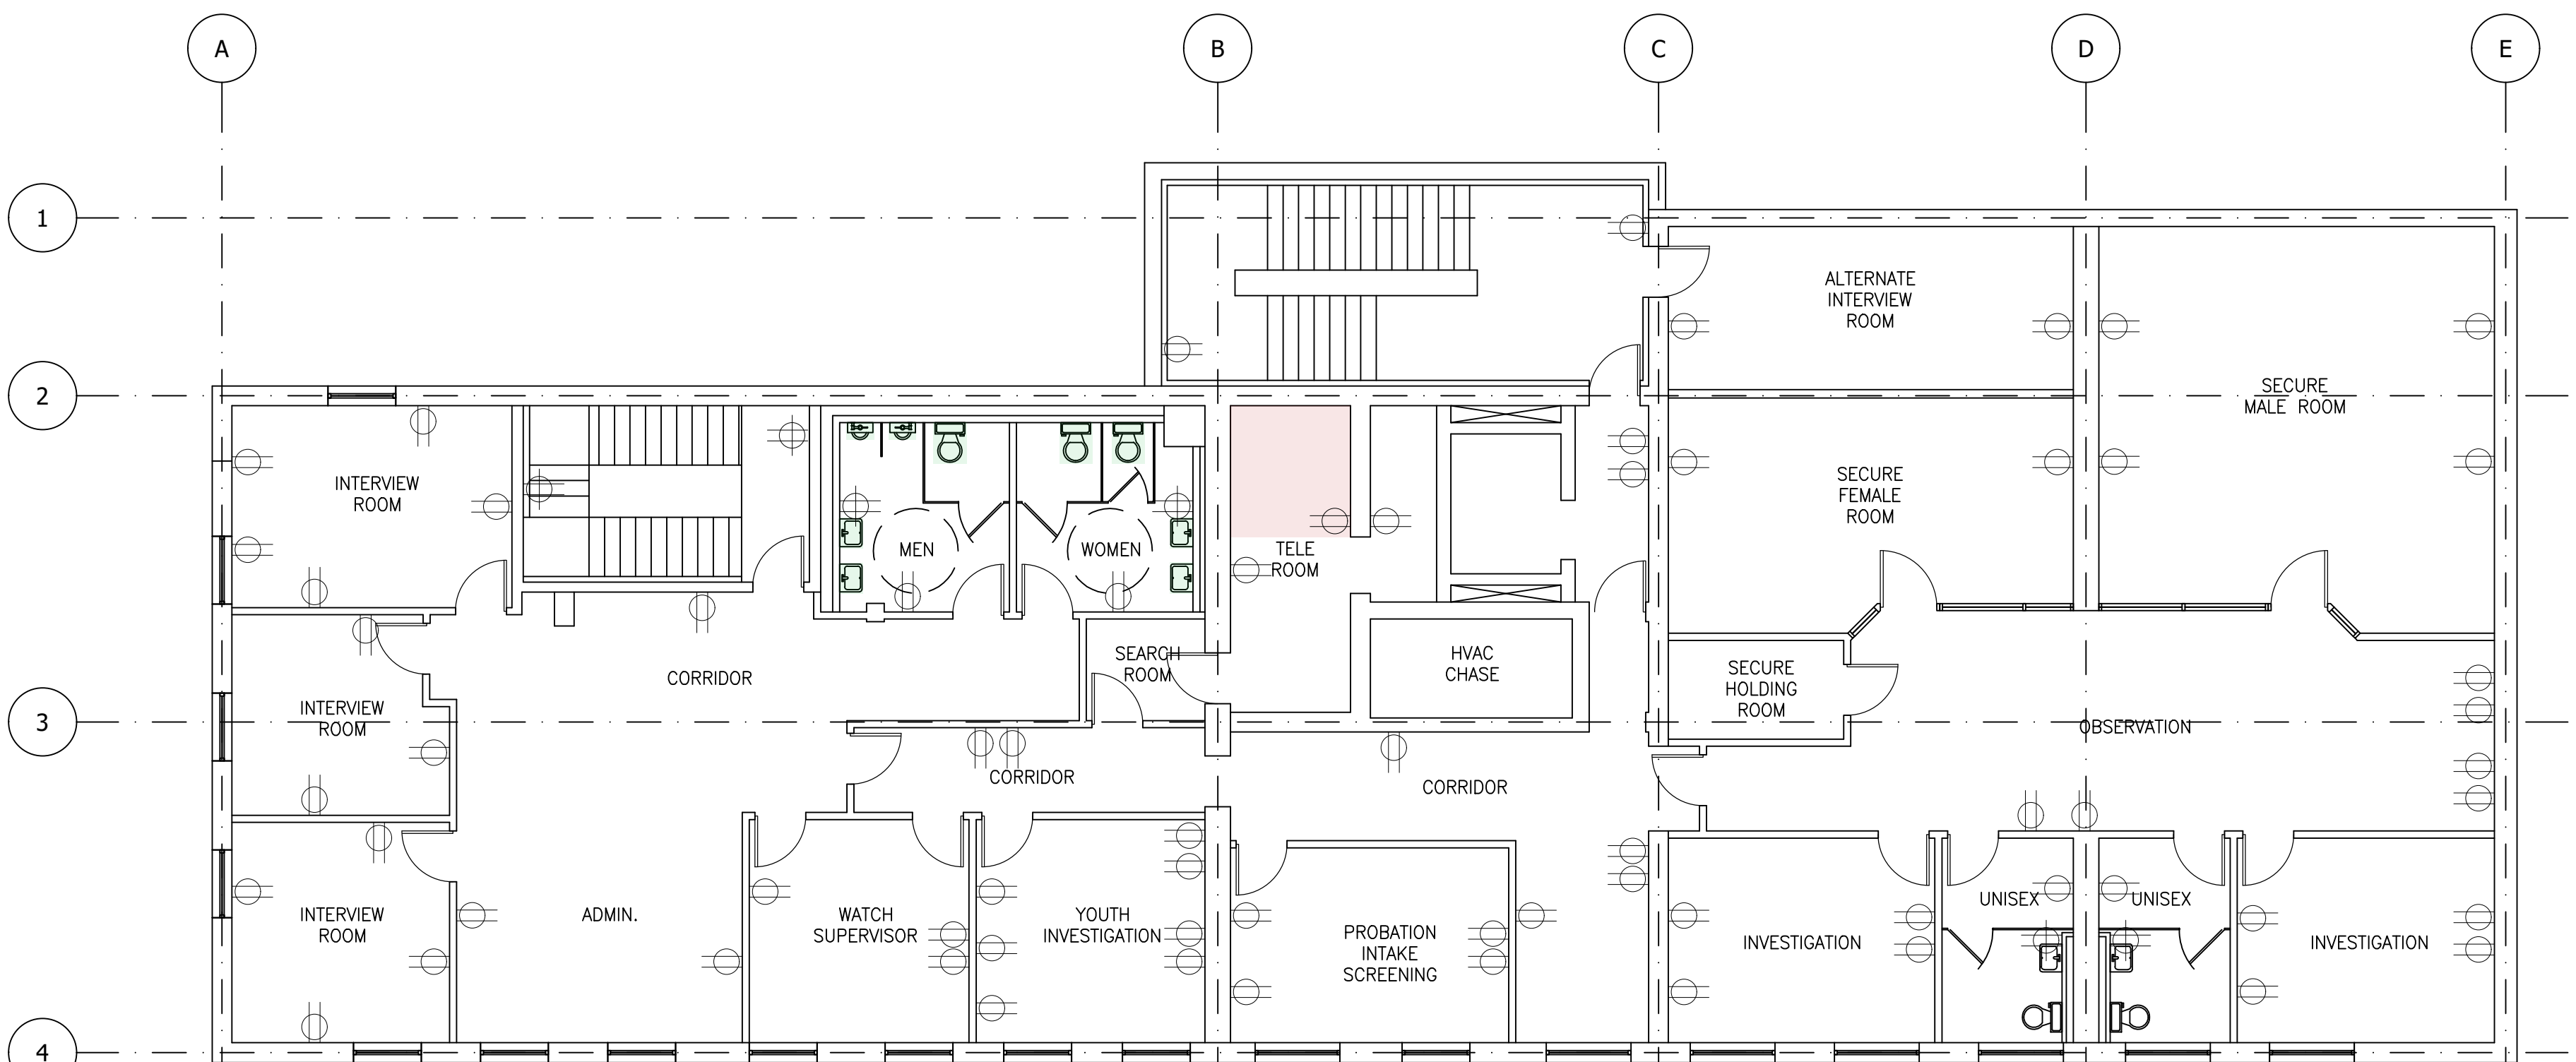 A
B
C
D
E
1
ALTERNATE
INTERVIEW
ROOM
2
SECURE
MALE ROOM
INTERVIEW
ROOM
SECURE
FEMALE
ROOM
MEN
WOMEN
TELE
ROOM
CORRIDOR
SEARCH
ROOM
HVAC
CHASE
SECURE
HOLDING
ROOM
3
INTERVIEW
ROOM
OBSERVATION
CORRIDOR
CORRIDOR
INTERVIEW
ROOM
ADMIN.
WATCH
SUPERVISOR
YOUTH
INVESTIGATION
PROBATION
INTAKE
SCREENING
INVESTIGATION
UNISEX
UNISEX
INVESTIGATION
4